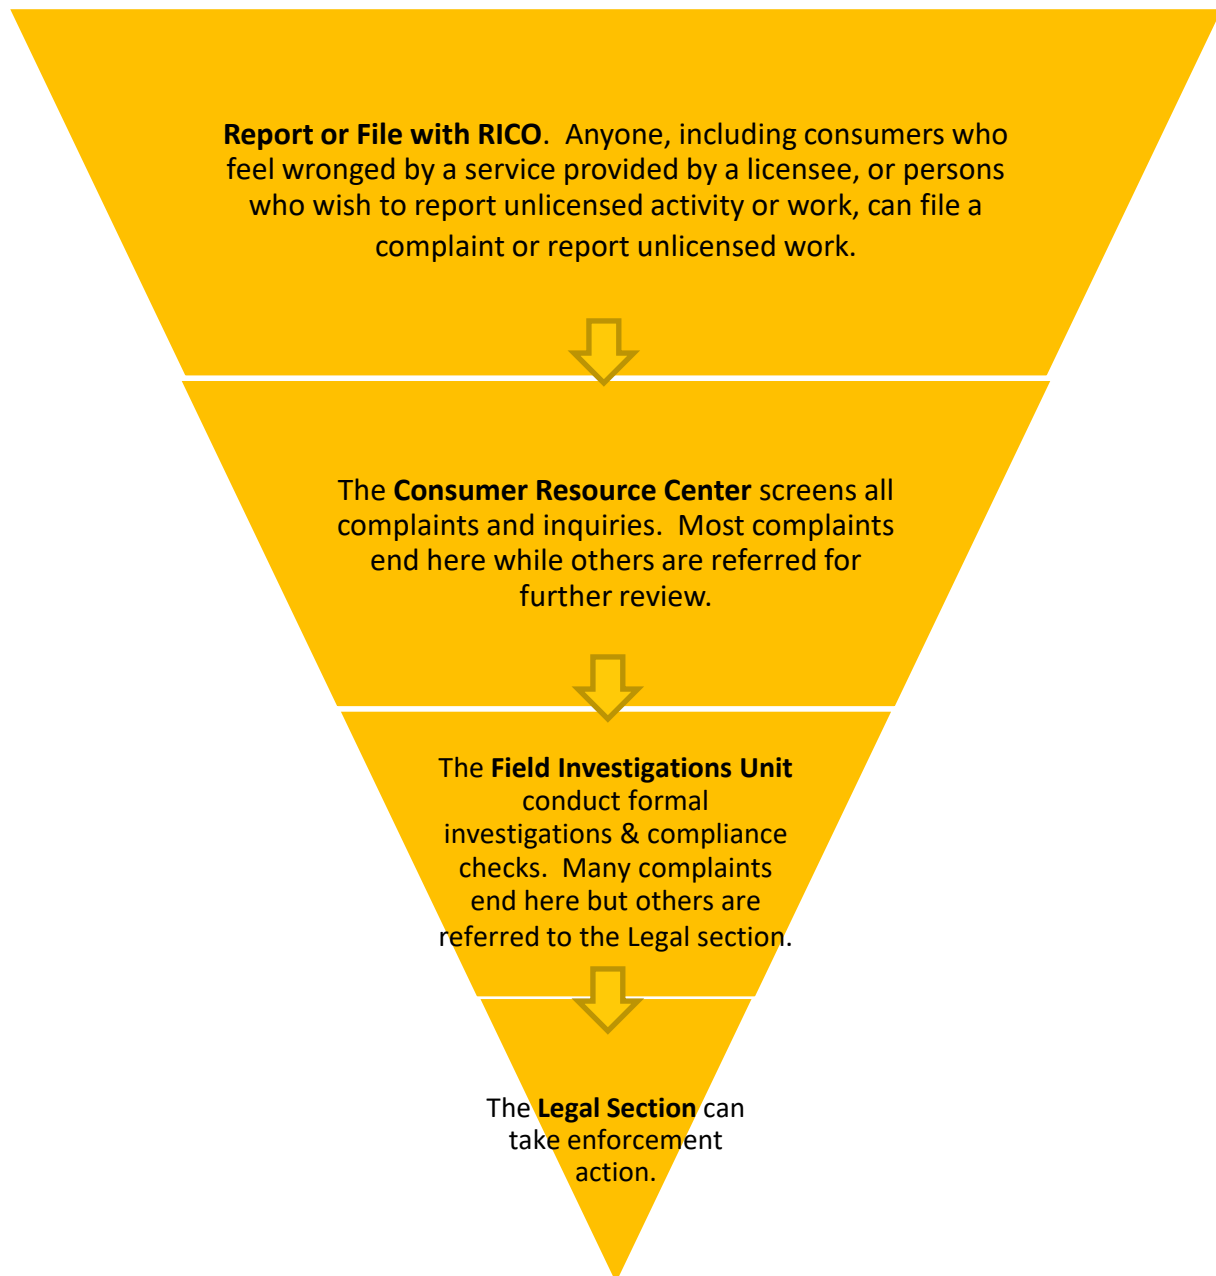 Report or File with RICO.  Anyone, including consumers who
feel wronged by a service provided by a licensee, or persons
who wish to report unlicensed activity or work, can file a
complaint or report unlicensed work.
The Consumer Resource Center screens all
complaints and inquiries.  Most complaints
end here while others are referred for
further review.
The Field Investigations Unit
conduct formal
investigations & compliance
checks.  Many complaints
end here but others are
referred to the Legal section.
The Legal Section can
take enforcement
action.